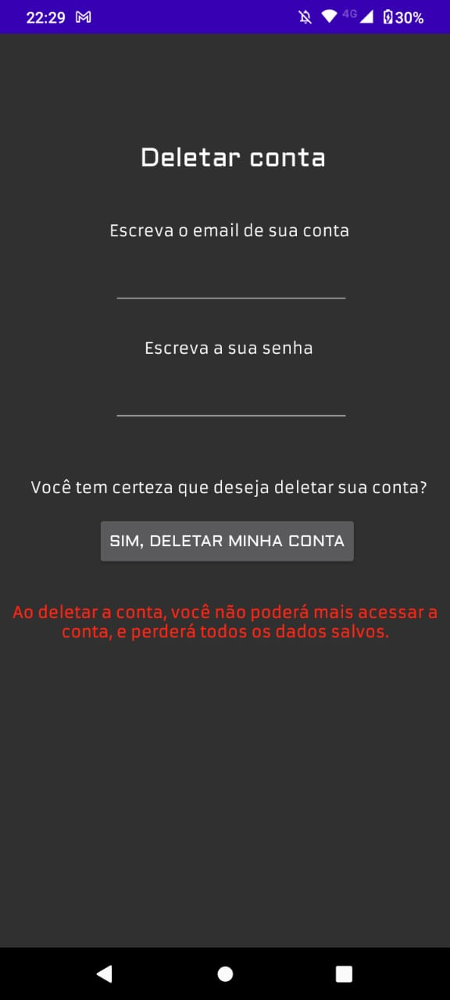 22:29
4G 30%
Deletar conta
Escreva o email de sua conta
Escreva a sua senha
Você tem certeza que deseja deletar sua conta?
SIM, DELETAR MINHA CONTA
Ao deletar a conta, você não poderá mais acessar a
conta, e perderá todos os dados salvos.